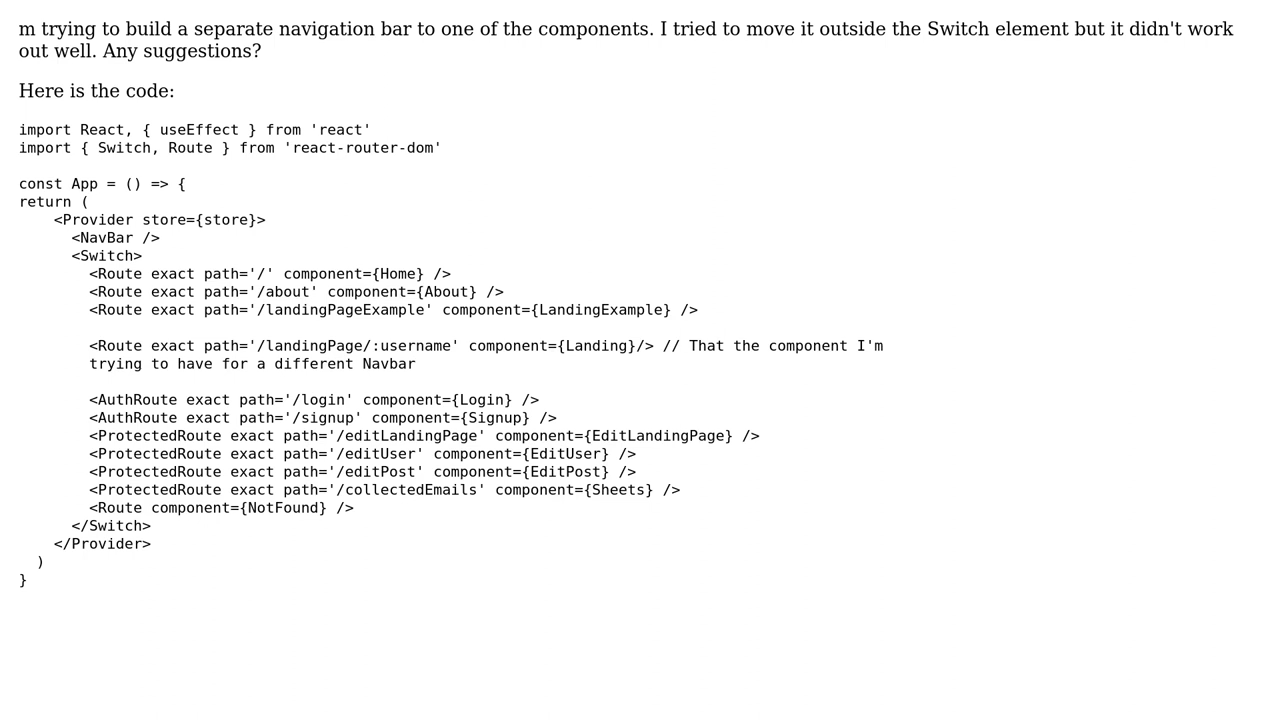 m trying to build a separate navigation bar to one of the components. I tried to move it outside the Switch element but it didn't work
out well. Any suggestions?
Here is the code:
import React, { useEffect } from 'react'
import { Switch, Route } from 'react-router-dom'
const App = () => {
return (
    <Provider store={store}>
      <NavBar />
      <Switch>
        <Route exact path='/' component={Home} />
        <Route exact path='/about' component={About} />
        <Route exact path='/landingPageExample' component={LandingExample} />
        <Route exact path='/landingPage/:username' component={Landing}/> // That the component I'm
        trying to have for a different Navbar
        <AuthRoute exact path='/login' component={Login} />
        <AuthRoute exact path='/signup' component={Signup} />
        <ProtectedRoute exact path='/editLandingPage' component={EditLandingPage} />
        <ProtectedRoute exact path='/editUser' component={EditUser} />
        <ProtectedRoute exact path='/editPost' component={EditPost} />
        <ProtectedRoute exact path='/collectedEmails' component={Sheets} />
        <Route component={NotFound} />
      </Switch>
    </Provider>
  )
}